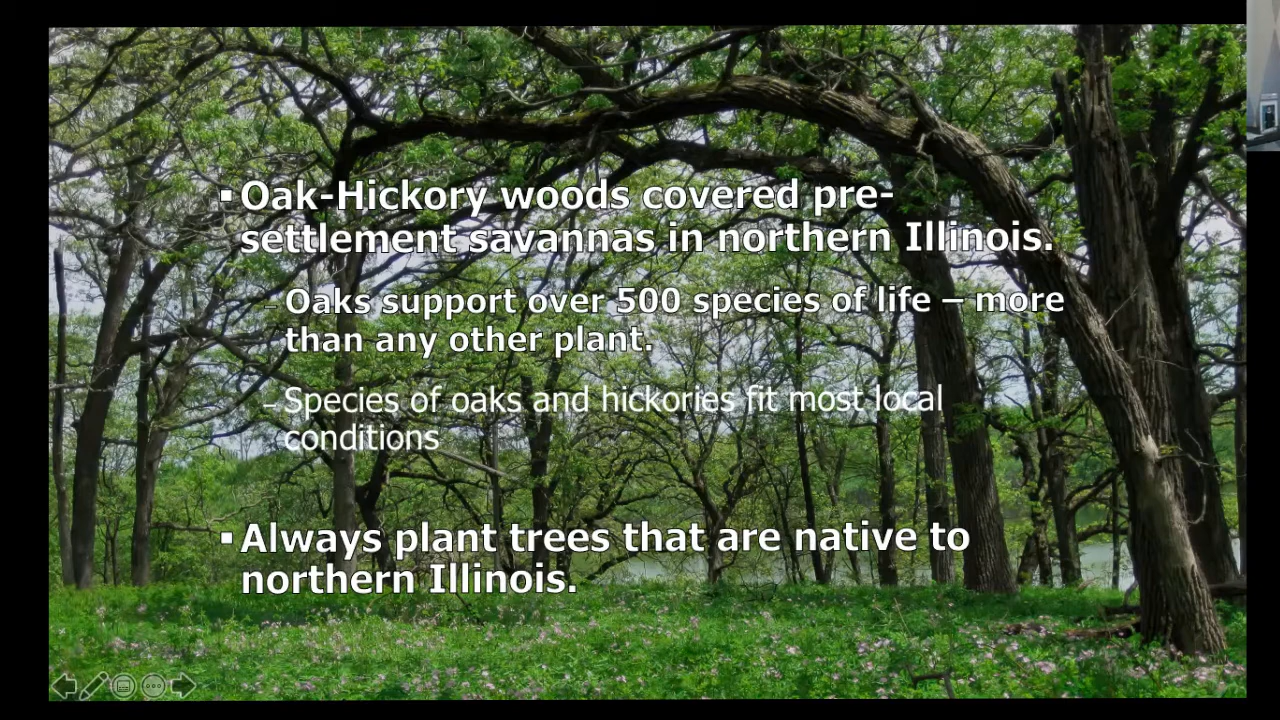 ▪ Oak-Hickory woods covered pre-
settlement savannas in northern Illinois.
– Oaks support over 500 species of life – more
than any other plant.
– Species of oaks and hickories fit most local
conditions
▪ Always plant trees that are native to
northern Illinois.